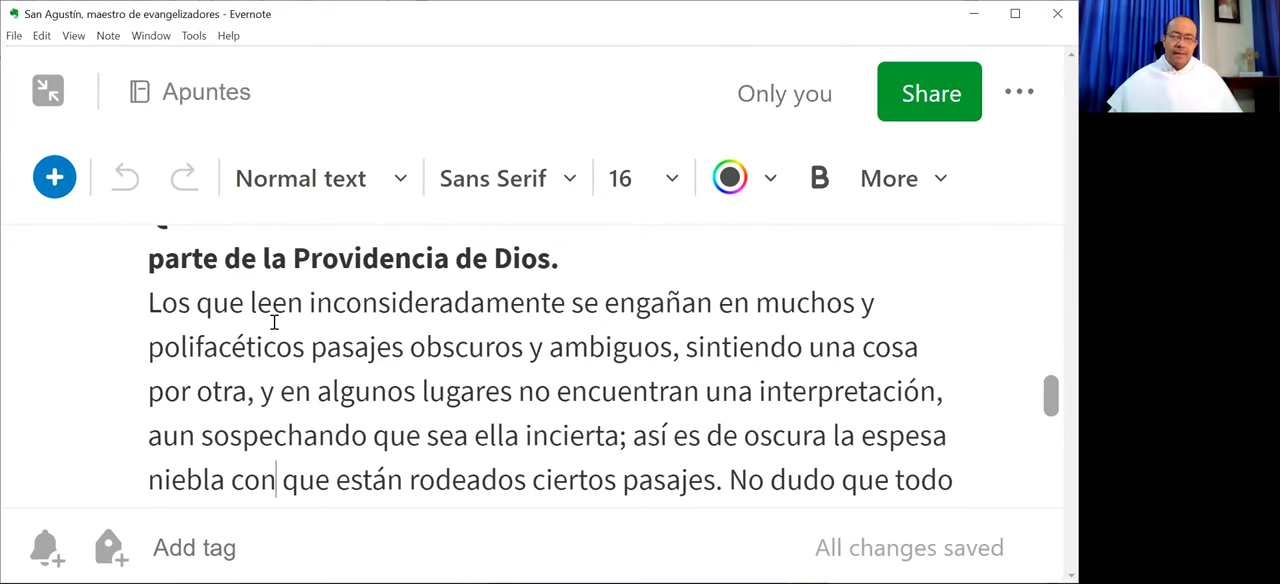 San Agustín, maestro de evangelizadores - Evernote
File Edit View Note Window Tools Help
Apuntes
Only you
Share
Normal text
Sans Serif
16
B
More
parte de la Providencia de Dios.
Los que leen inconsideradamente se engañan en muchos y
polifacéticos pasajes obscuros y ambiguos, sintiendo una cosa
por otra, y en algunos lugares no encuentran una interpretación,
aun sospechando que sea ella incierta; así es de oscura la espesa
niebla con que están rodeados ciertos pasajes. No dudo que todo
Add tag
All changes saved